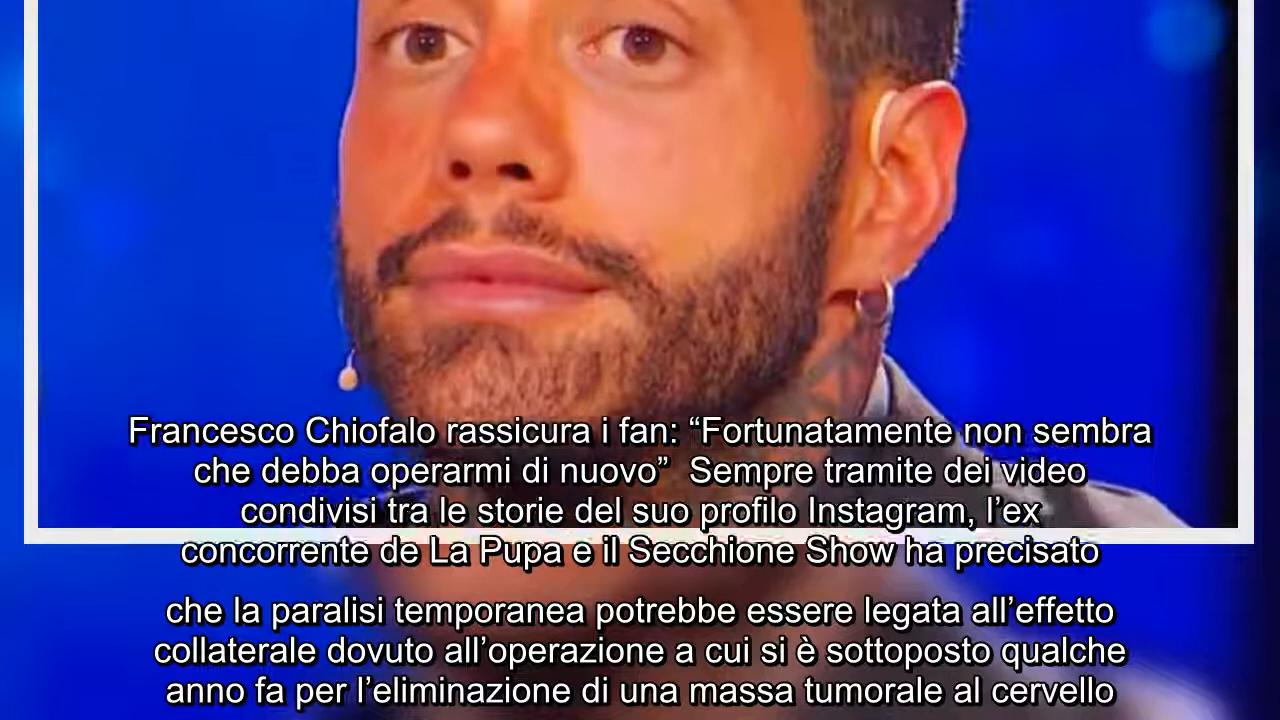 Francesco Chiofalo rassicura i fan: “Fortunatamente non sembra
che debba operarmi di nuovo”  Sempre tramite dei video
condivisi tra le storie del suo profilo Instagram, l’ex
concorrente de La Pupa e il Secchione Show ha precisato
che la paralisi temporanea potrebbe essere legata all’effetto
collaterale dovuto all’operazione a cui si è sottoposto qualche
anno fa per l’eliminazione di una massa tumorale al cervello